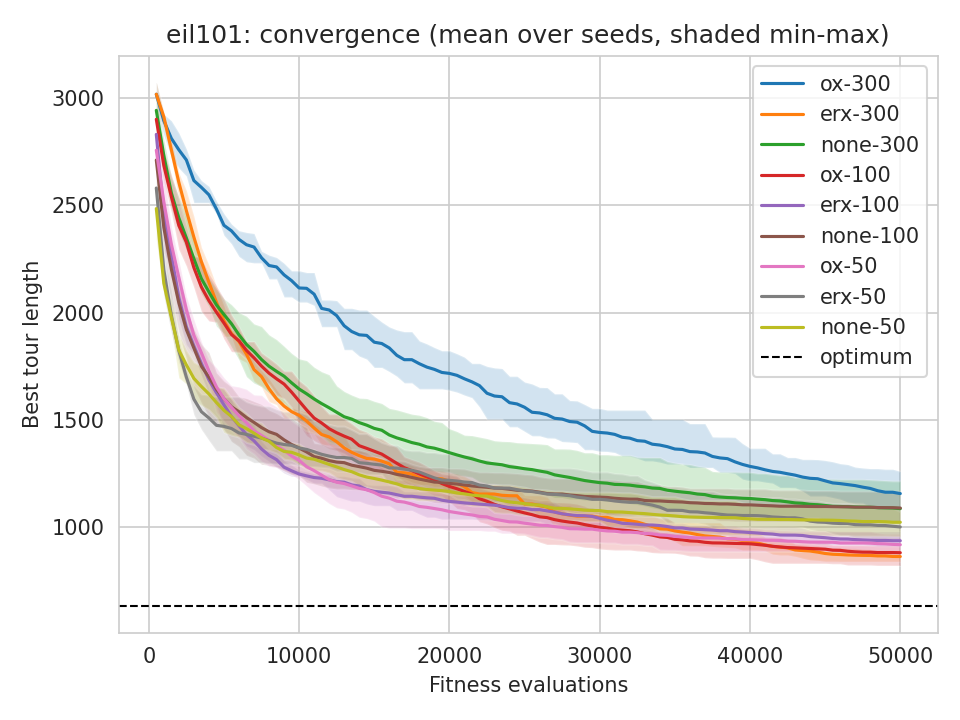 eil101: convergence (mean over seeds, shaded min-max)
Best tour length
3000
2500
2000
1500
1000
ox-300
erx-300
none-300
ox-100
erx-100
none-100
ox-50
erx-50
none-50
optimum
0
10000
20000
30000
40000
50000
Fitness evaluations